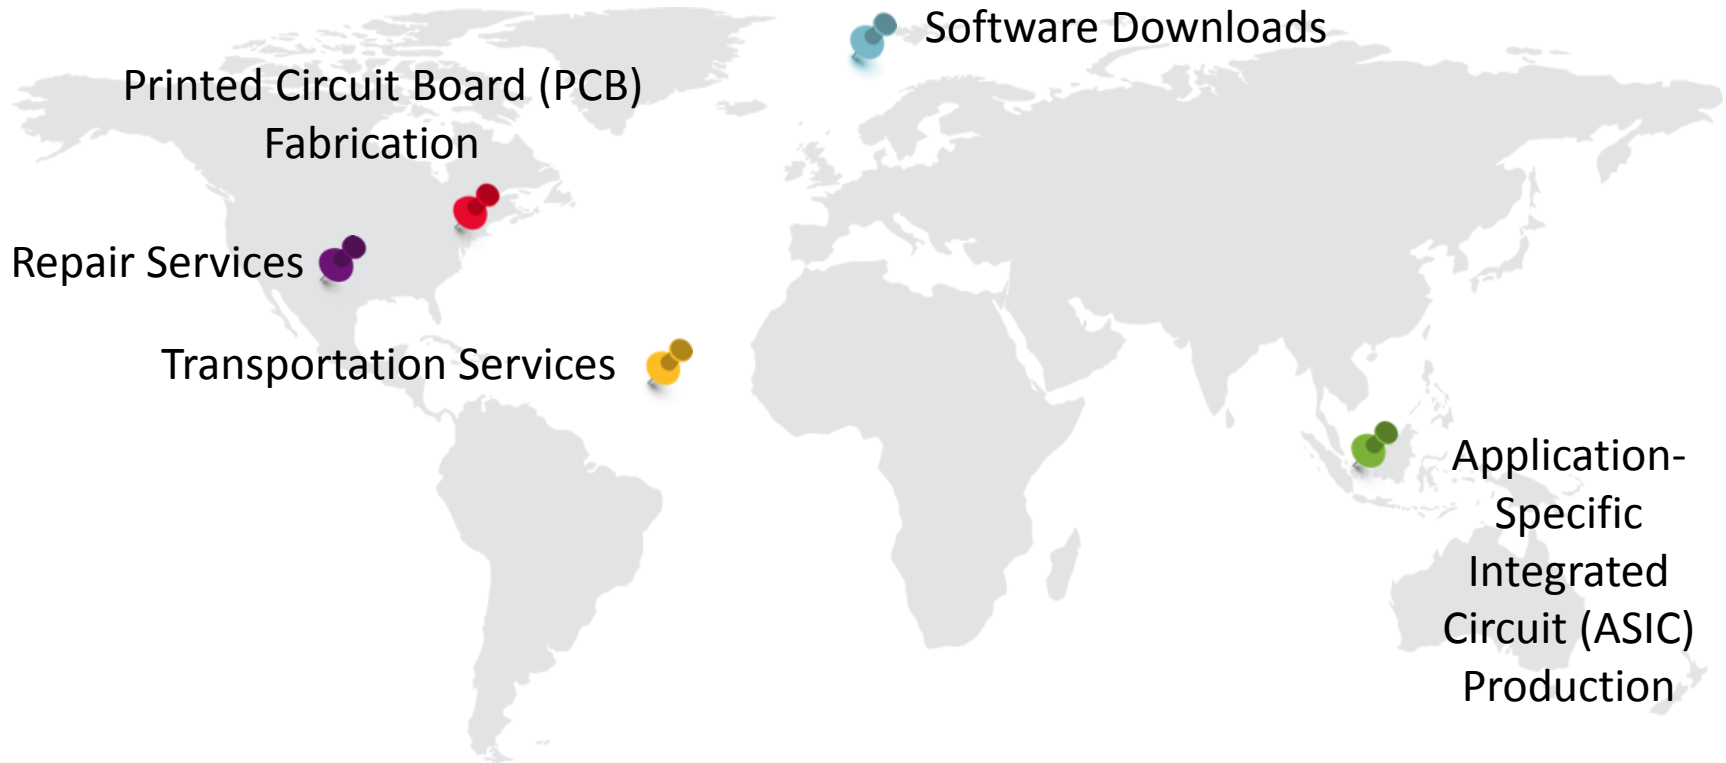 Software Downloads
Printed Circuit Board (PCB)
Fabrication
Repair Services
Transportation Services
Application-
Specific
Integrated
Circuit (ASIC)
Production